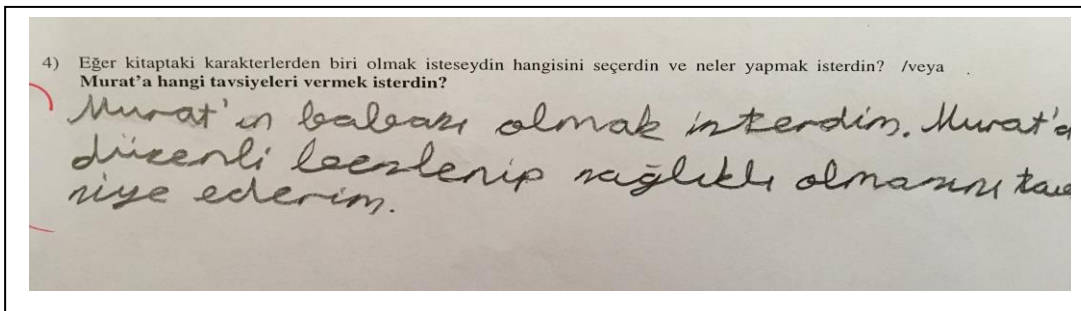 4) Eğer kitaptaki karakterlerden biri olmak isteseydin hangisini seçerdin ve neler yapmak isterdin? /veya
Murat’a hangi tavsiyeleri vermek isterdin?
Murat'ın babası olmak isterdim. Murat'a
düzenli beslenip sağlıklı olmasını tav
siye ederim.